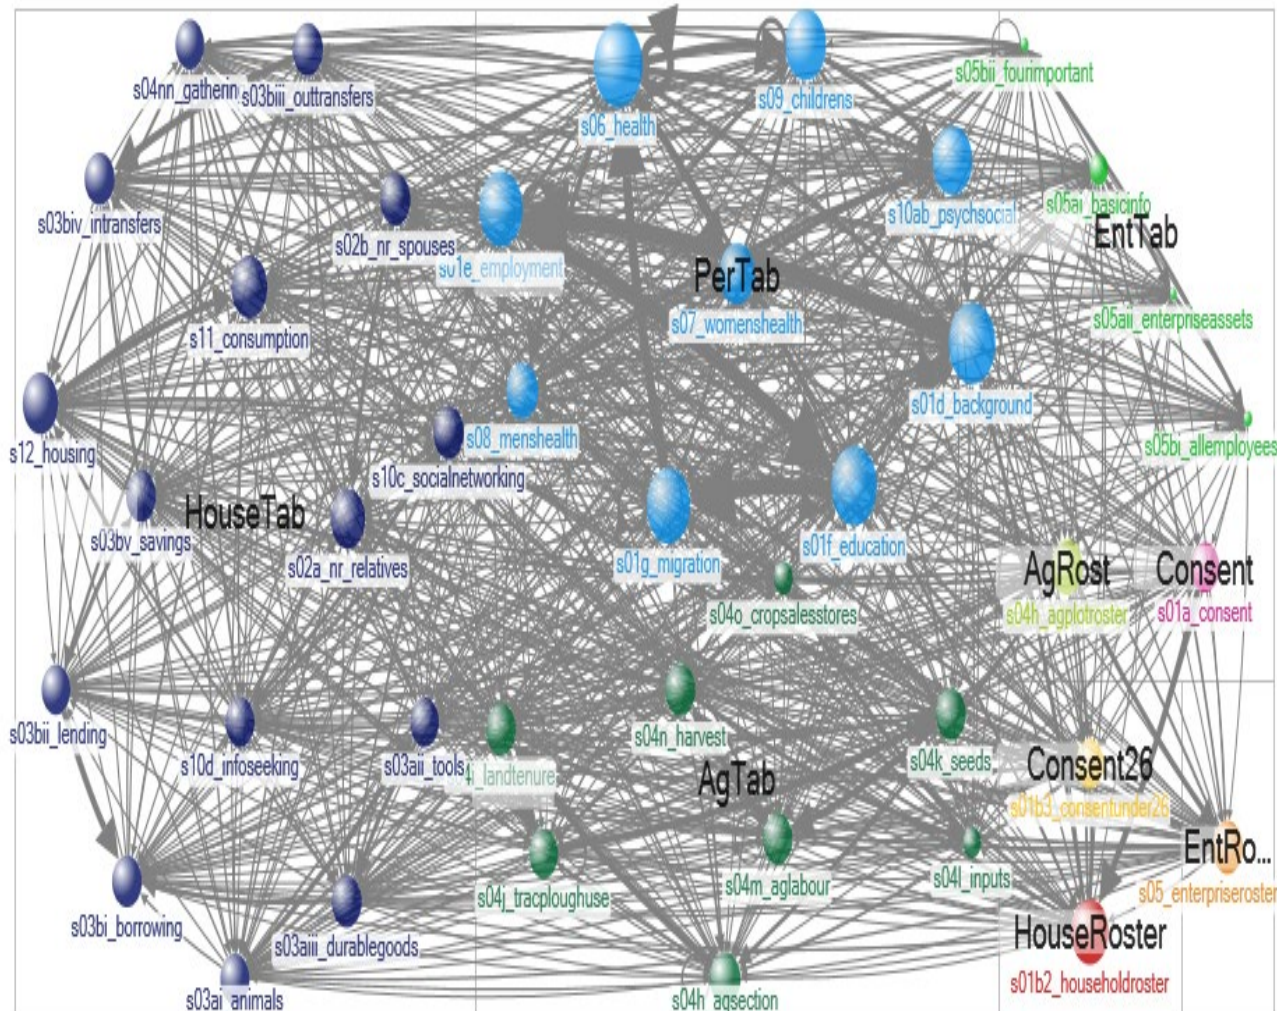 s04nn_gatherin
s03biii_outtransfers
s06_health
s09_childrens
s05bii_fourimportant
s03biv_intransfers
s02b_nr_spouses
s01e_employment
s10ab_psychsocial
s05ai_basicinfo
EntTab
PerTab
s07_womenshealth
s05aii_enterpriseassets
s11_consumption
s12_housing
s08_menshealth
s01d_background
s05bi_allemployees
s10c_socialnetworking
s03bv_savings
HouseTab
s02a_nr_relatives
s01g_migration
s01f_education
AgRost
s04h_agplotroster
Consent
s01a_consent
s04o_cropsalesstores
s03bii_lending
s10d_infoseeking
s03aii_tools
4i_landtenure
s04n_harvest
s04k_seeds
AgTab
Consent26
s01b3_consentunder26
s04j_tracploughuse
s04m_aglabour
s04l_inputs
EntRo...
s05_enterpriseroster
s03bi_borrowing
s03aiii_durablegoods
HouseRoster
s01b2_householdroster
s03ai_animals
s04h_agsection